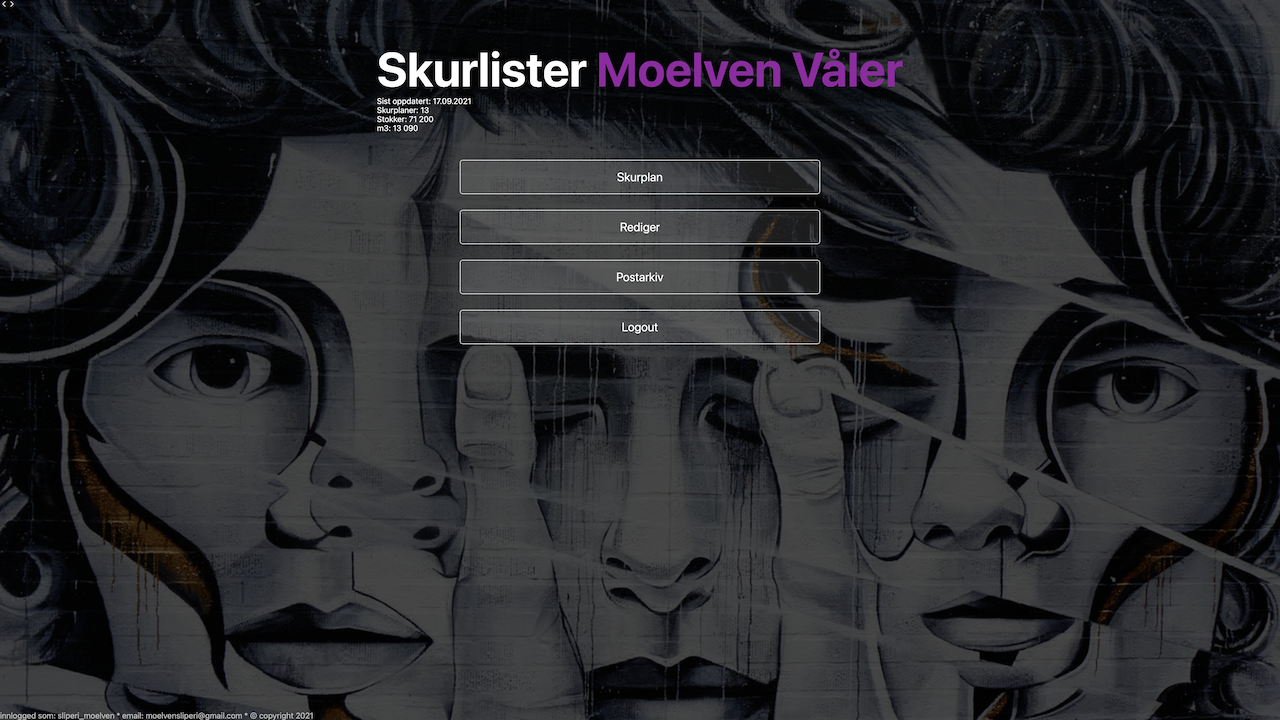 < >
Skurlister Moelven Våler
Sist oppdatert: 17.09.2021
Skurplaner: 13
Stokker: 71 200
m3: 13 090
Skurplan
Rediger
Postarkiv
Logout
innlogged som: sliperi_moelven * email: moelvensliperi@gmail.com * © copyright 2021